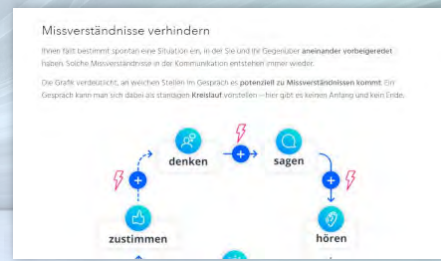 Missverständnisse verhindern
Ihnen fällt bestimmt spontan eine Situation ein, in der Sie und Ihr Gegenüber aneinander vorbeigeredet
haben. Solche Missverständnisse in der Kommunikation entstehen immer wieder.
Die Grafik verdeutlicht, an welchen Stellen im Gespräch es potenziell zu Missverständnissen kommt. Ein
Gespräch kann man sich dabei als ständigen Kreislauf vorstellen – hier gibt es keinen Anfang und kein Ende.
denken
sagen
zustimmen
hören